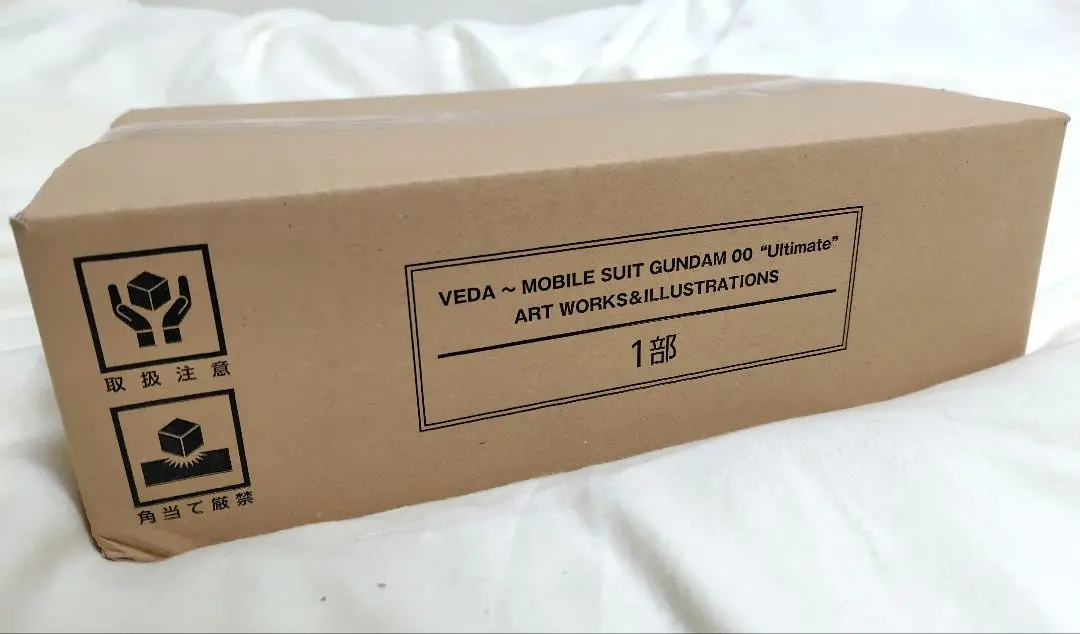 取扱注意
角当て厳禁
VEDA ~ MOBILE SUIT GUNDAM 00 “Ultimate”
ART WORKS&ILLUSTRATIONS
1部